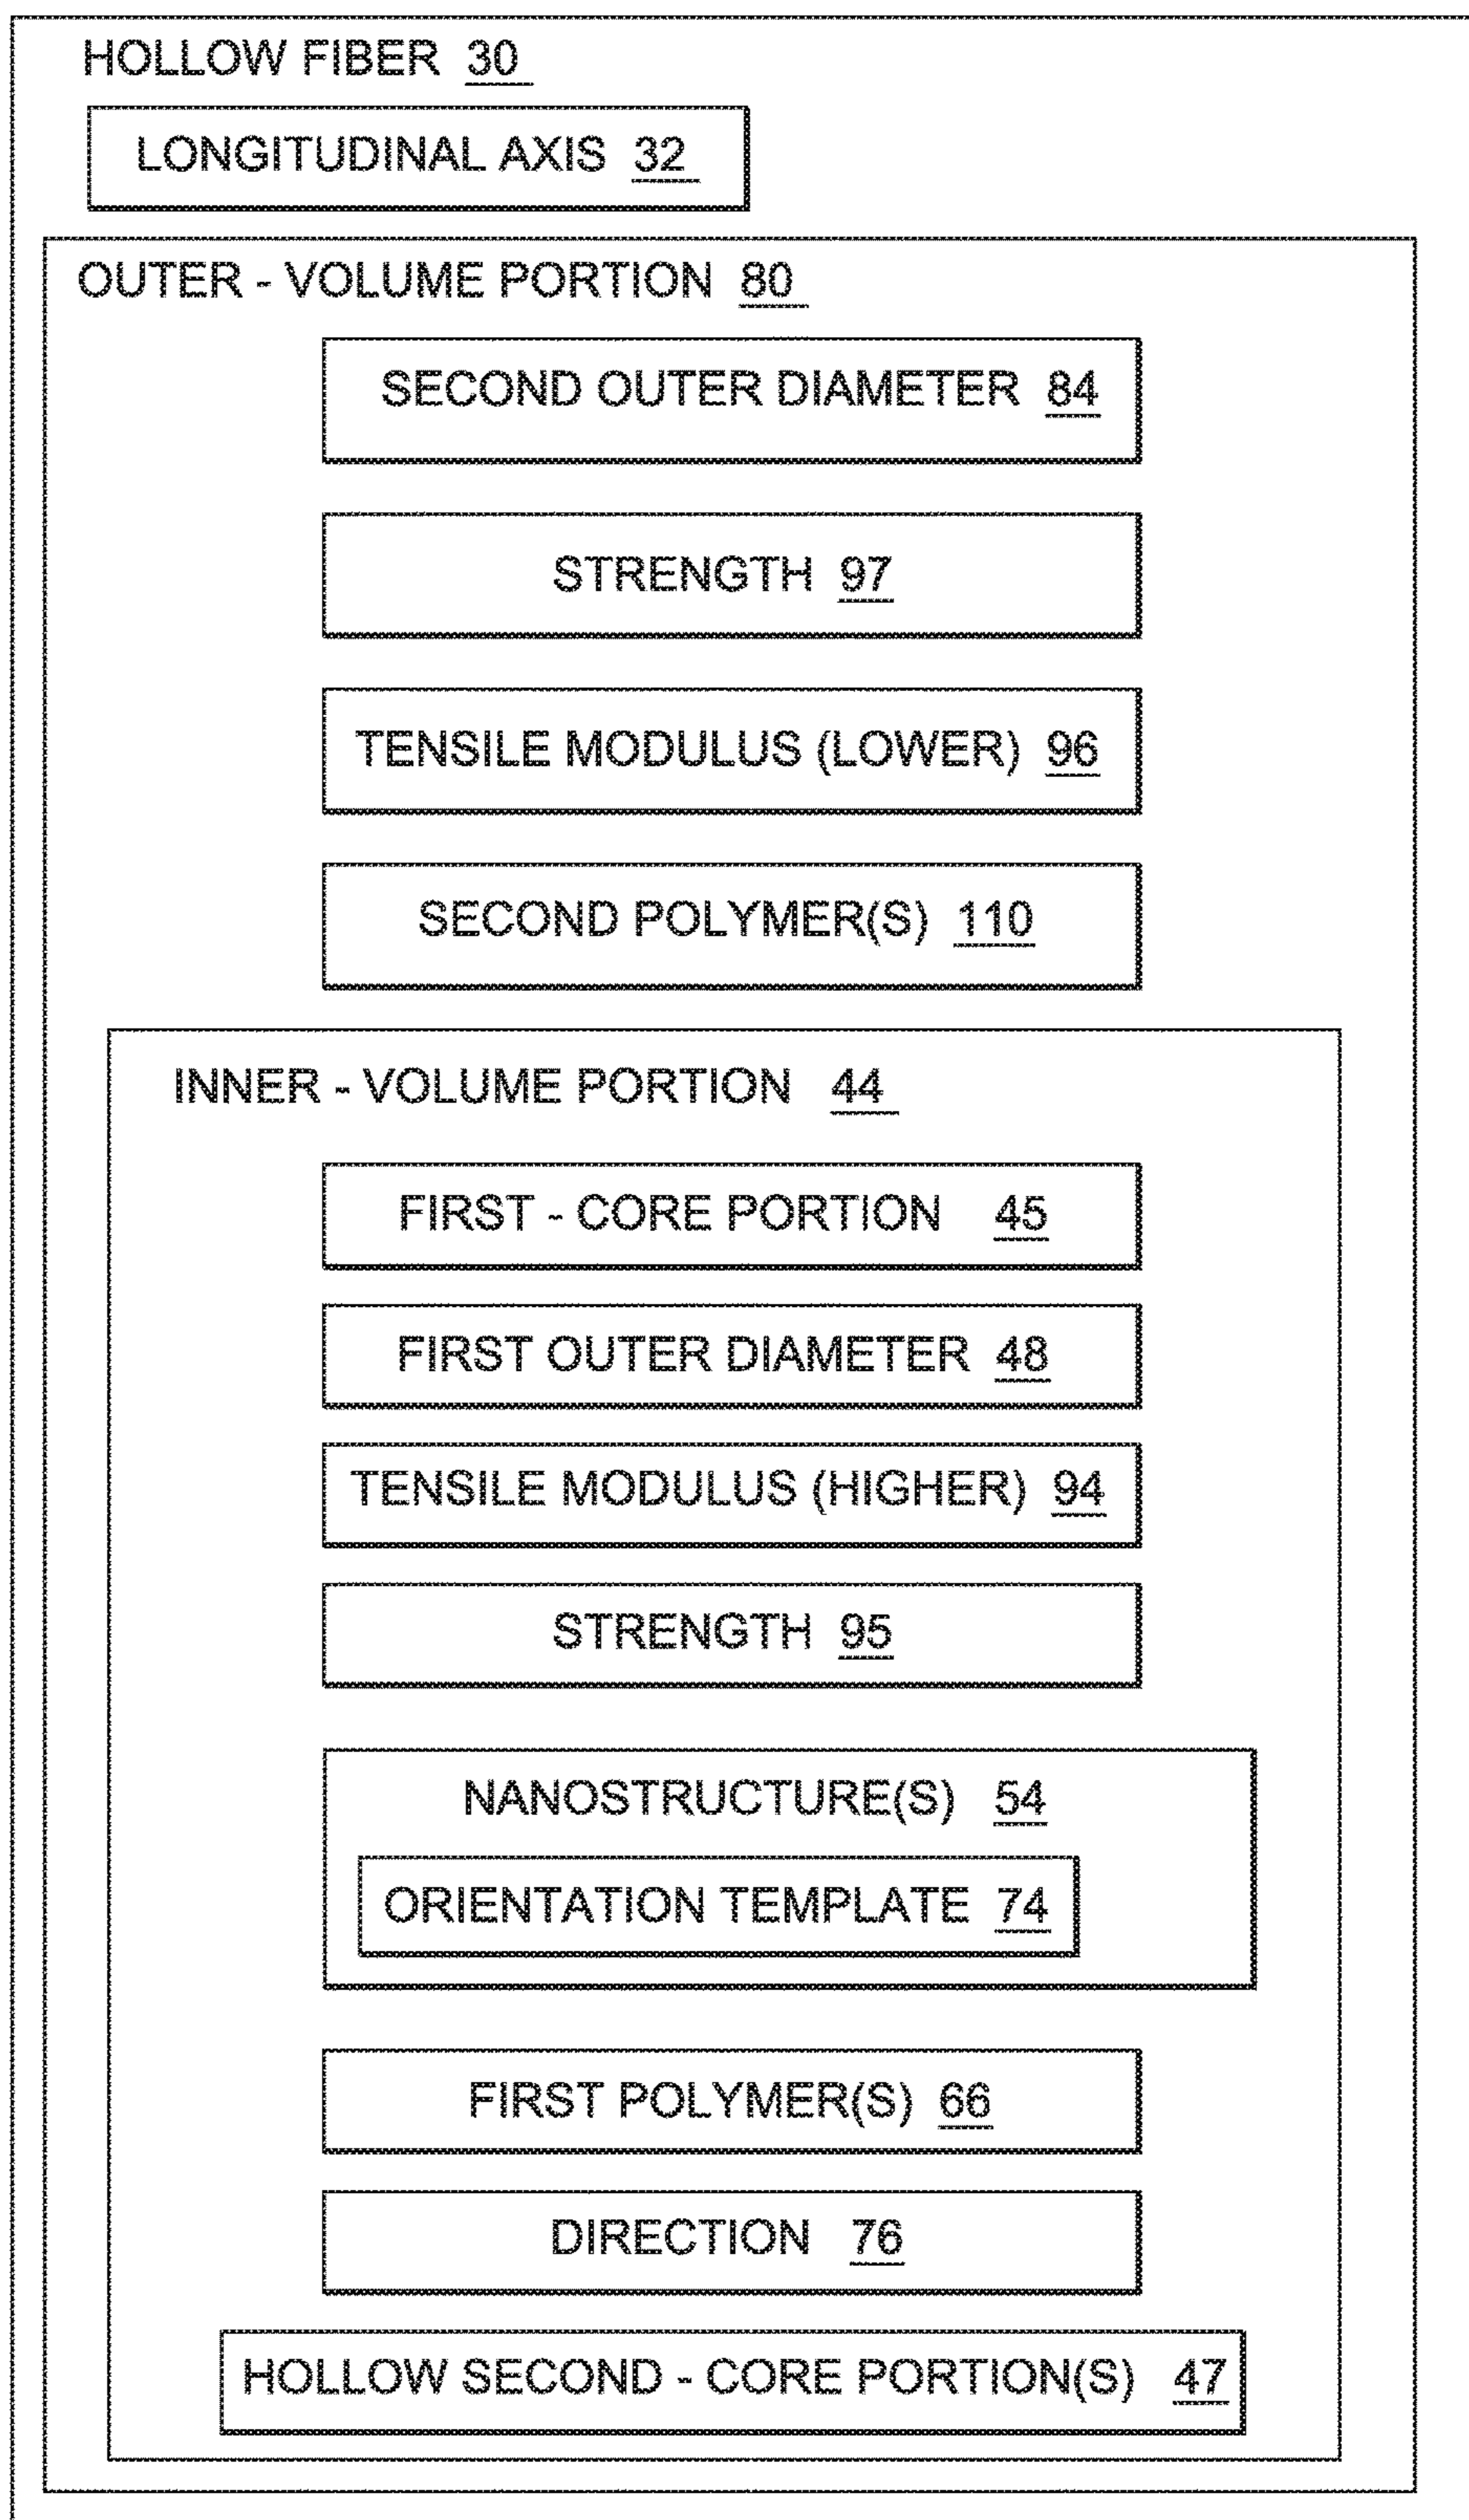 HOLLOW FIBER 30
LONGITUDINAL AXIS 32
OUTER - VOLUME PORTION 80
SECOND OUTER DIAMETER 84
STRENGTH 97
TENSILE MODULUS (LOWER) 96
SECOND POLYMER(S) 110
INNER - VOLUME PORTION 44
FIRST - CORE PORTION 45
FIRST OUTER DIAMETER 48
TENSILE MODULUS (HIGHER) 94
STRENGTH 95
NANOSTRUCTURE(S) 54
ORIENTATION TEMPLATE 74
FIRST POLYMER(S) 66
DIRECTION 76
HOLLOW SECOND - CORE PORTION(S) 47